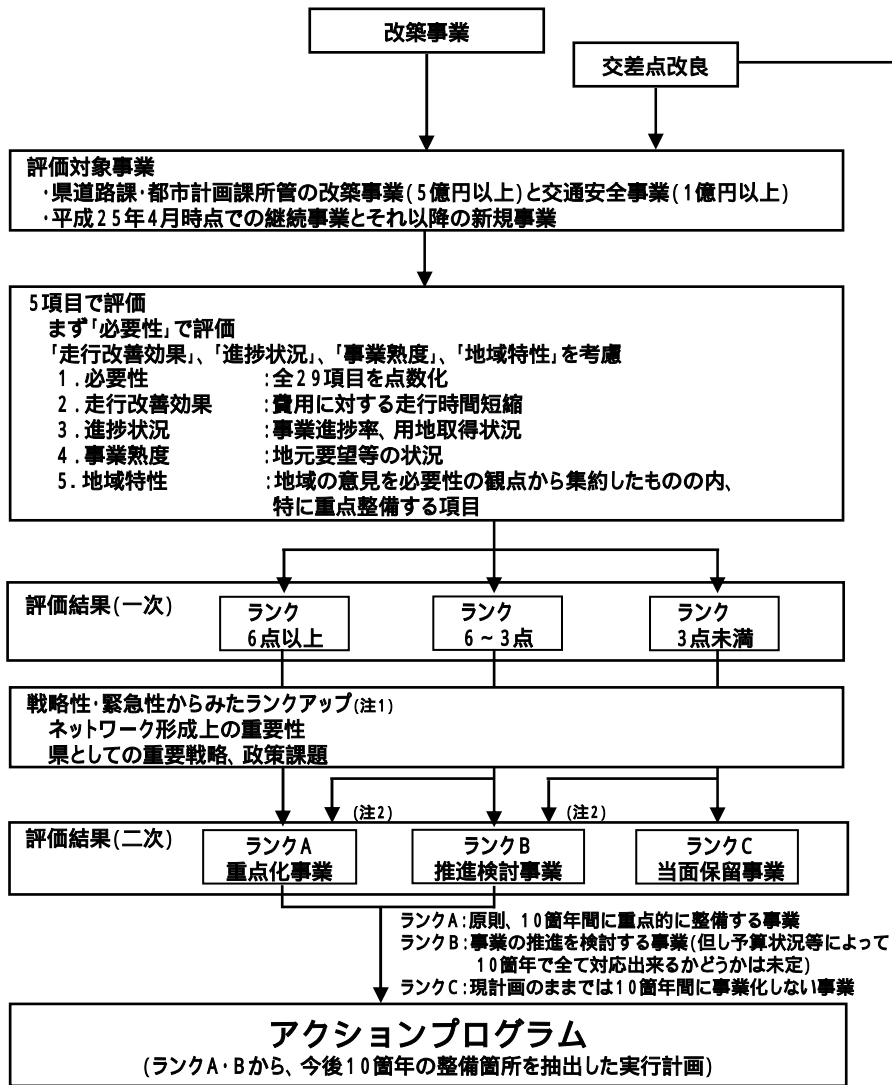 改築事業
交差点改良
評価対象事業
・県道路課・都市計画課所管の改築事業(5億円以上)と交通安全事業(1億円以上)
・平成25年4月時点での継続事業とそれ以降の新規事業
5項目で評価
まず「必要性」で評価
「走行改善効果」、「進捗状況」、「事業熟度」、「地域特性」を考慮
1.必要性 :全29項目を点数化
2.走行改善効果 :費用に対する走行時間短縮
3.進捗状況 :事業進捗率、用地取得状況
4.事業熟度 :地元要望等の状況
5.地域特性 :地域の意見を必要性の観点から集約したものの内、
特に重点整備する項目
評価結果(一次)
ランク
6点以上
ランク
6~3点
ランク
3点未満
戦略性・緊急性からみたランクアップ(注1)
ネットワーク形成上の重要性
県としての重要戦略、政策課題
(注2)
(注2)
評価結果(二次)
ランクA
重点化事業
ランクB
推進検討事業
ランクC
当面保留事業
ランクA:原則、10箇年間に重点的に整備する事業
ランクB:事業の推進を検討する事業(但し予算状況等によって
10箇年で全て対応出来るかどうかは未定)
ランクC:現計画のままでは10箇年間に事業化しない事業
アクションプログラム
(ランクA・Bから、今後10箇年の整備箇所を抽出した実行計画)